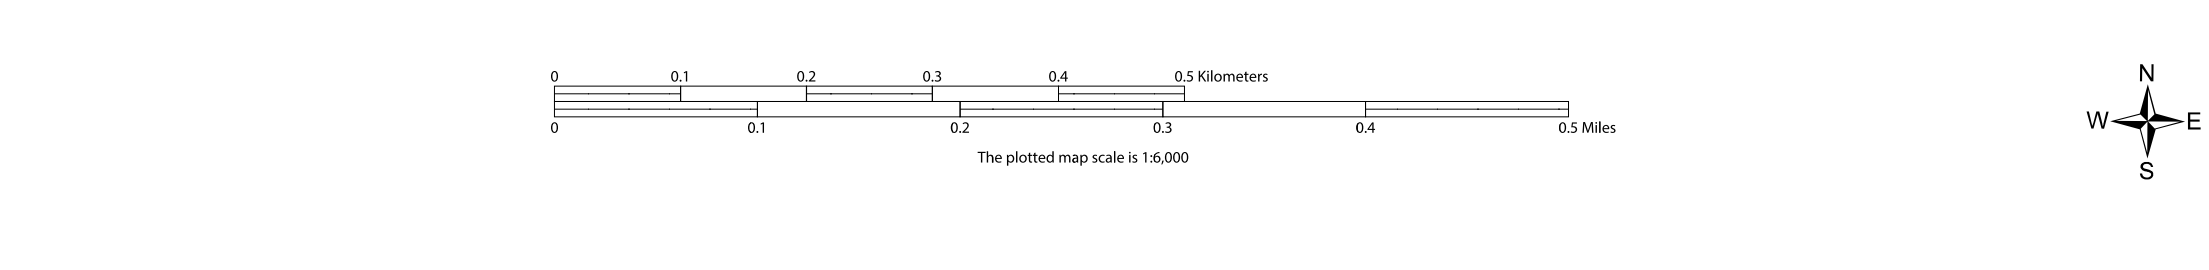 0 0.1 0.2 0.3 0.4 0.5 Kilometers
0 0.1 0.2 0.3 0.4 0.5 Miles
The plotted map scale is 1:6,000
N
W E
S